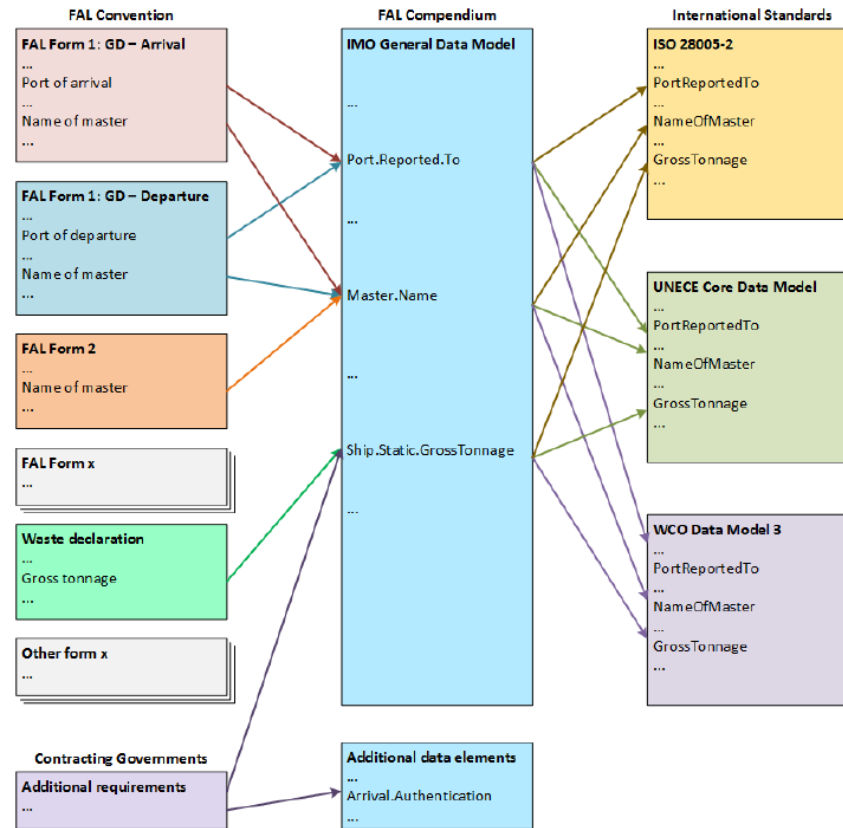 FAL Convention
FAL Form 1: GD – Arrival
...
Port of arrival
...
Name of master
...
FAL Form 1: GD – Departure
...
Port of departure
...
Name of master
...
FAL Form 2
...
Name of master
...
FAL Form x
...
Waste declaration
...
Gross tonnage
...
Other form x
...
Contracting Governments
Additional requirements
...
FAL Compendium
IMO General Data Model
...
Port.Reported.To
...
Master.Name
...
Ship.Static.GrossTonnage
...
Additional data elements
...
Arrival.Authentication
...
International Standards
ISO 28005-2
...
PortReportedTo
...
NameOfMaster
...
GrossTonnage
...
UNECE Core Data Model
...
PortReportedTo
...
NameOfMaster
...
GrossTonnage
...
WCO Data Model 3
...
PortReportedTo
...
NameOfMaster
...
GrossTonnage
...